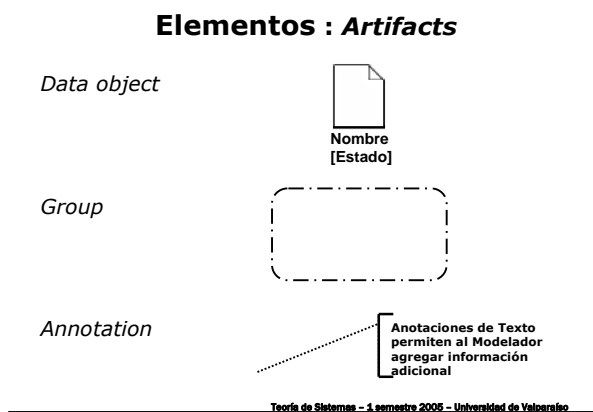 Elementos : Artifacts
Data object
Nombre
[Estado]
Group
Annotation
Anotaciones de Texto
permiten al Modelador
agregar información
adicional
Teoría de Sistemas – 1 semestre 2005 – Universidad de Valparaíso